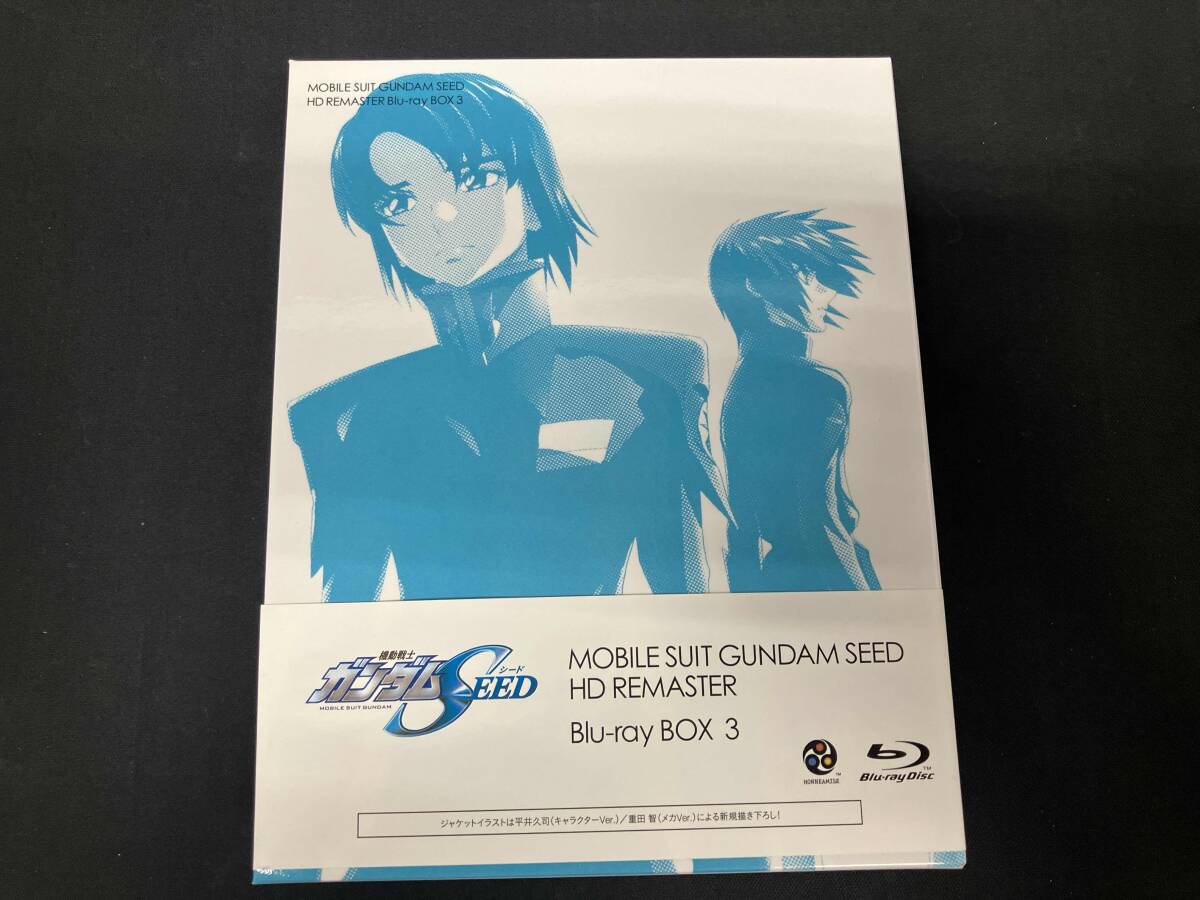 MOBILE SUIT GUNDAM SEED
HD REMASTER Blu-ray BOX 3
機動戦士
ガンダムSEED
シード
MOBILE SUIT GUNDAM
MOBILE SUIT GUNDAM SEED
HD REMASTER
Blu-ray BOX 3
HONNEAMISE
TM
Blu-ray Disc
TM
ジャケットイラストは平井久司(キャラクターVer.)/重田 智(メカVer.)による新規描き下ろし!